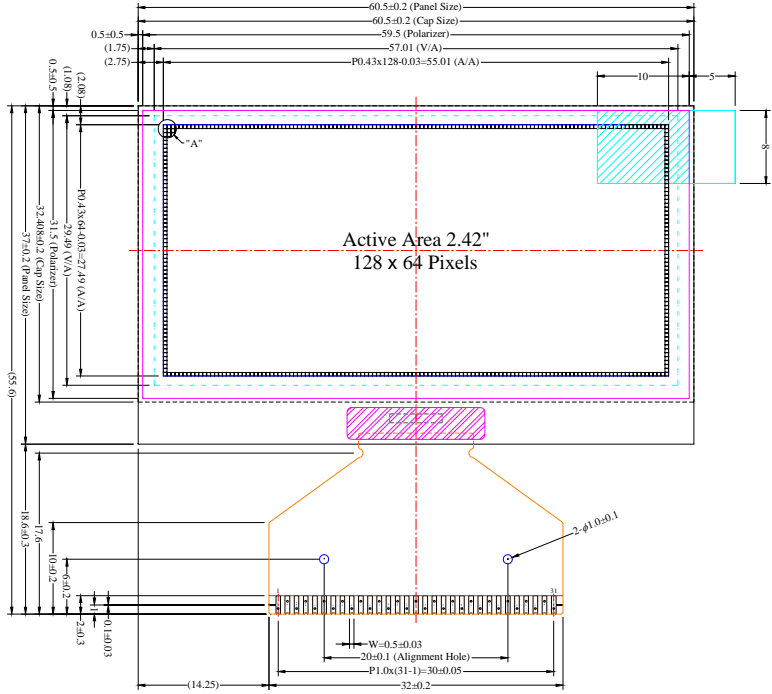 60.5±0.2 (Panel Size)
60.5±0.2 (Cap Size)
0.5±0.5
59.5 (Polarizer)
(1.75)
57.01 (V/A)
(2.75)
P0.43x128-0.03=55.01 (A/A)
10
5
8
0.5±0.5
(1.08)
(2.08)
"A"
Active Area 2.42"
128 x 64 Pixels
P0.43x64-0.03=27.49 (A/A)
29.49 (V/A)
31.5 (Polarizer)
32.408±0.2 (Cap Size)
37±0.2 (Panel Size)
(55.6)
18.6±0.3
17.6
10±0.2
6±0.2
2±0.3
1
0.1±0.03
2-ϕ1.0±0.1
1
31
W=0.5±0.03
20±0.1 (Alignment Hole)
P1.0x(31-1)=30±0.05
(14.25)
32±0.2